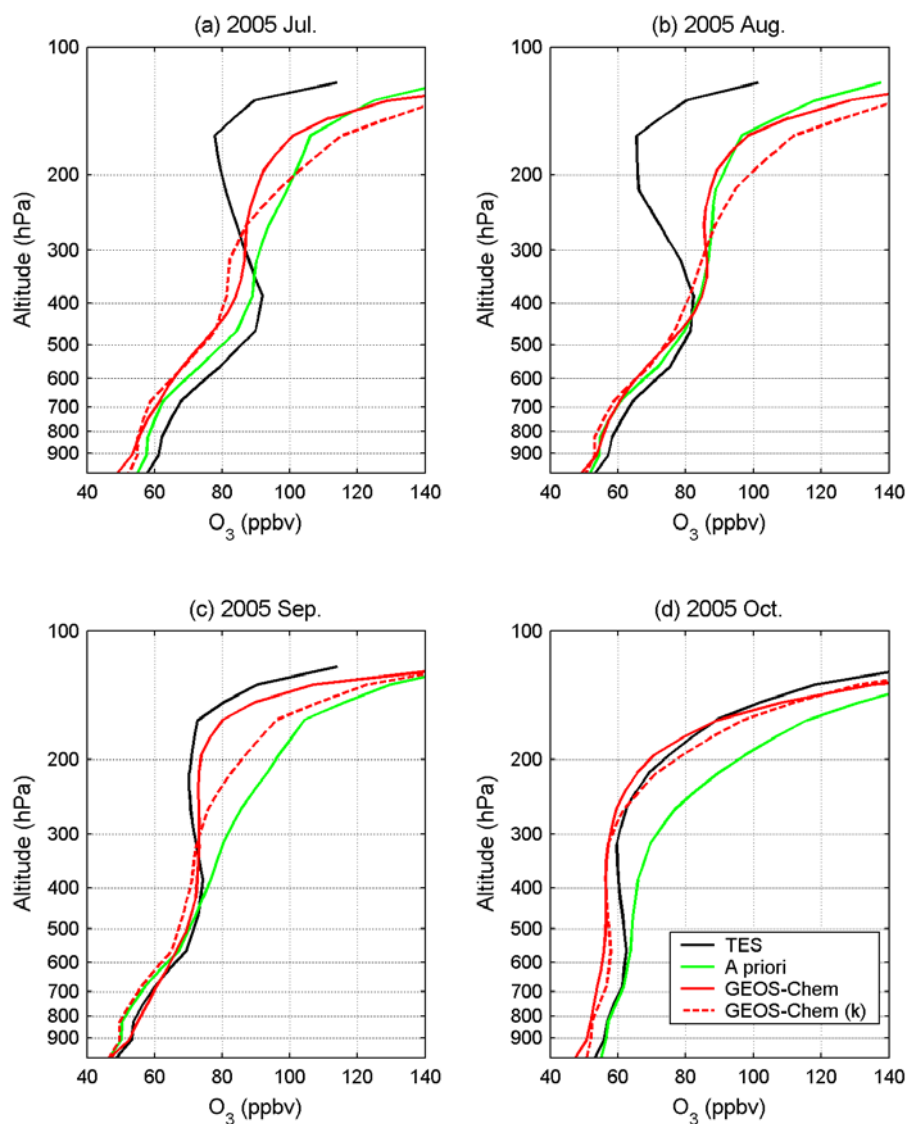 (a) 2005 Jul.
100
200
300
400
500
600
700
800
900
Altitude (hPa)
40 60 80 100 120 140
O₃ (ppbv)
(b) 2005 Aug.
100
200
300
400
500
600
700
800
900
Altitude (hPa)
40 60 80 100 120 140
O₃ (ppbv)
(c) 2005 Sep.
100
200
300
400
500
600
700
800
900
Altitude (hPa)
40 60 80 100 120 140
O₃ (ppbv)
(d) 2005 Oct.
100
200
300
400
500
600
700
800
900
Altitude (hPa)
TES
A priori
GEOS-Chem
GEOS-Chem (k)
40 60 80 100 120 140
O₃ (ppbv)